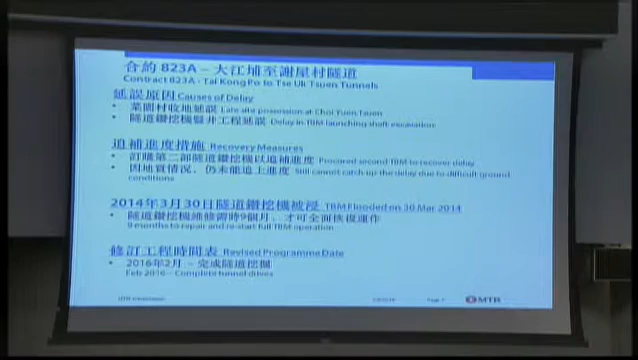 合約 823A – 大江埔至謝屋村隧道
Contract 823A - Tai Kong Po to Tse Uk Tsuen Tunnels
延誤原因 Causes of Delay
• 菜園村收地延誤 Late site possession at Choi Yuen Tsuen
• 隧道鑽挖機豎井工程延誤 Delay in TBM launching shaft excavation
追補進度措施 Recovery Measures
• 訂購第二部隧道鑽挖機以追補進度 Procured second TBM to recover delay
• 因地質情況，仍未能追上進度 Still cannot catch up the delay due to difficult ground
conditions
2014年3月30日隧道鑽挖機被浸 TBM Flooded on 30 Mar 2014
• 隧道鑽挖機維修需時9個月，才可全面恢復運作
9 months to repair and re-start full TBM operation
修訂工程時間表 Revised Programme Date
• 2016年2月 – 完成隧道挖掘
Feb 2016 – Complete tunnel drives
Page 7
MTR